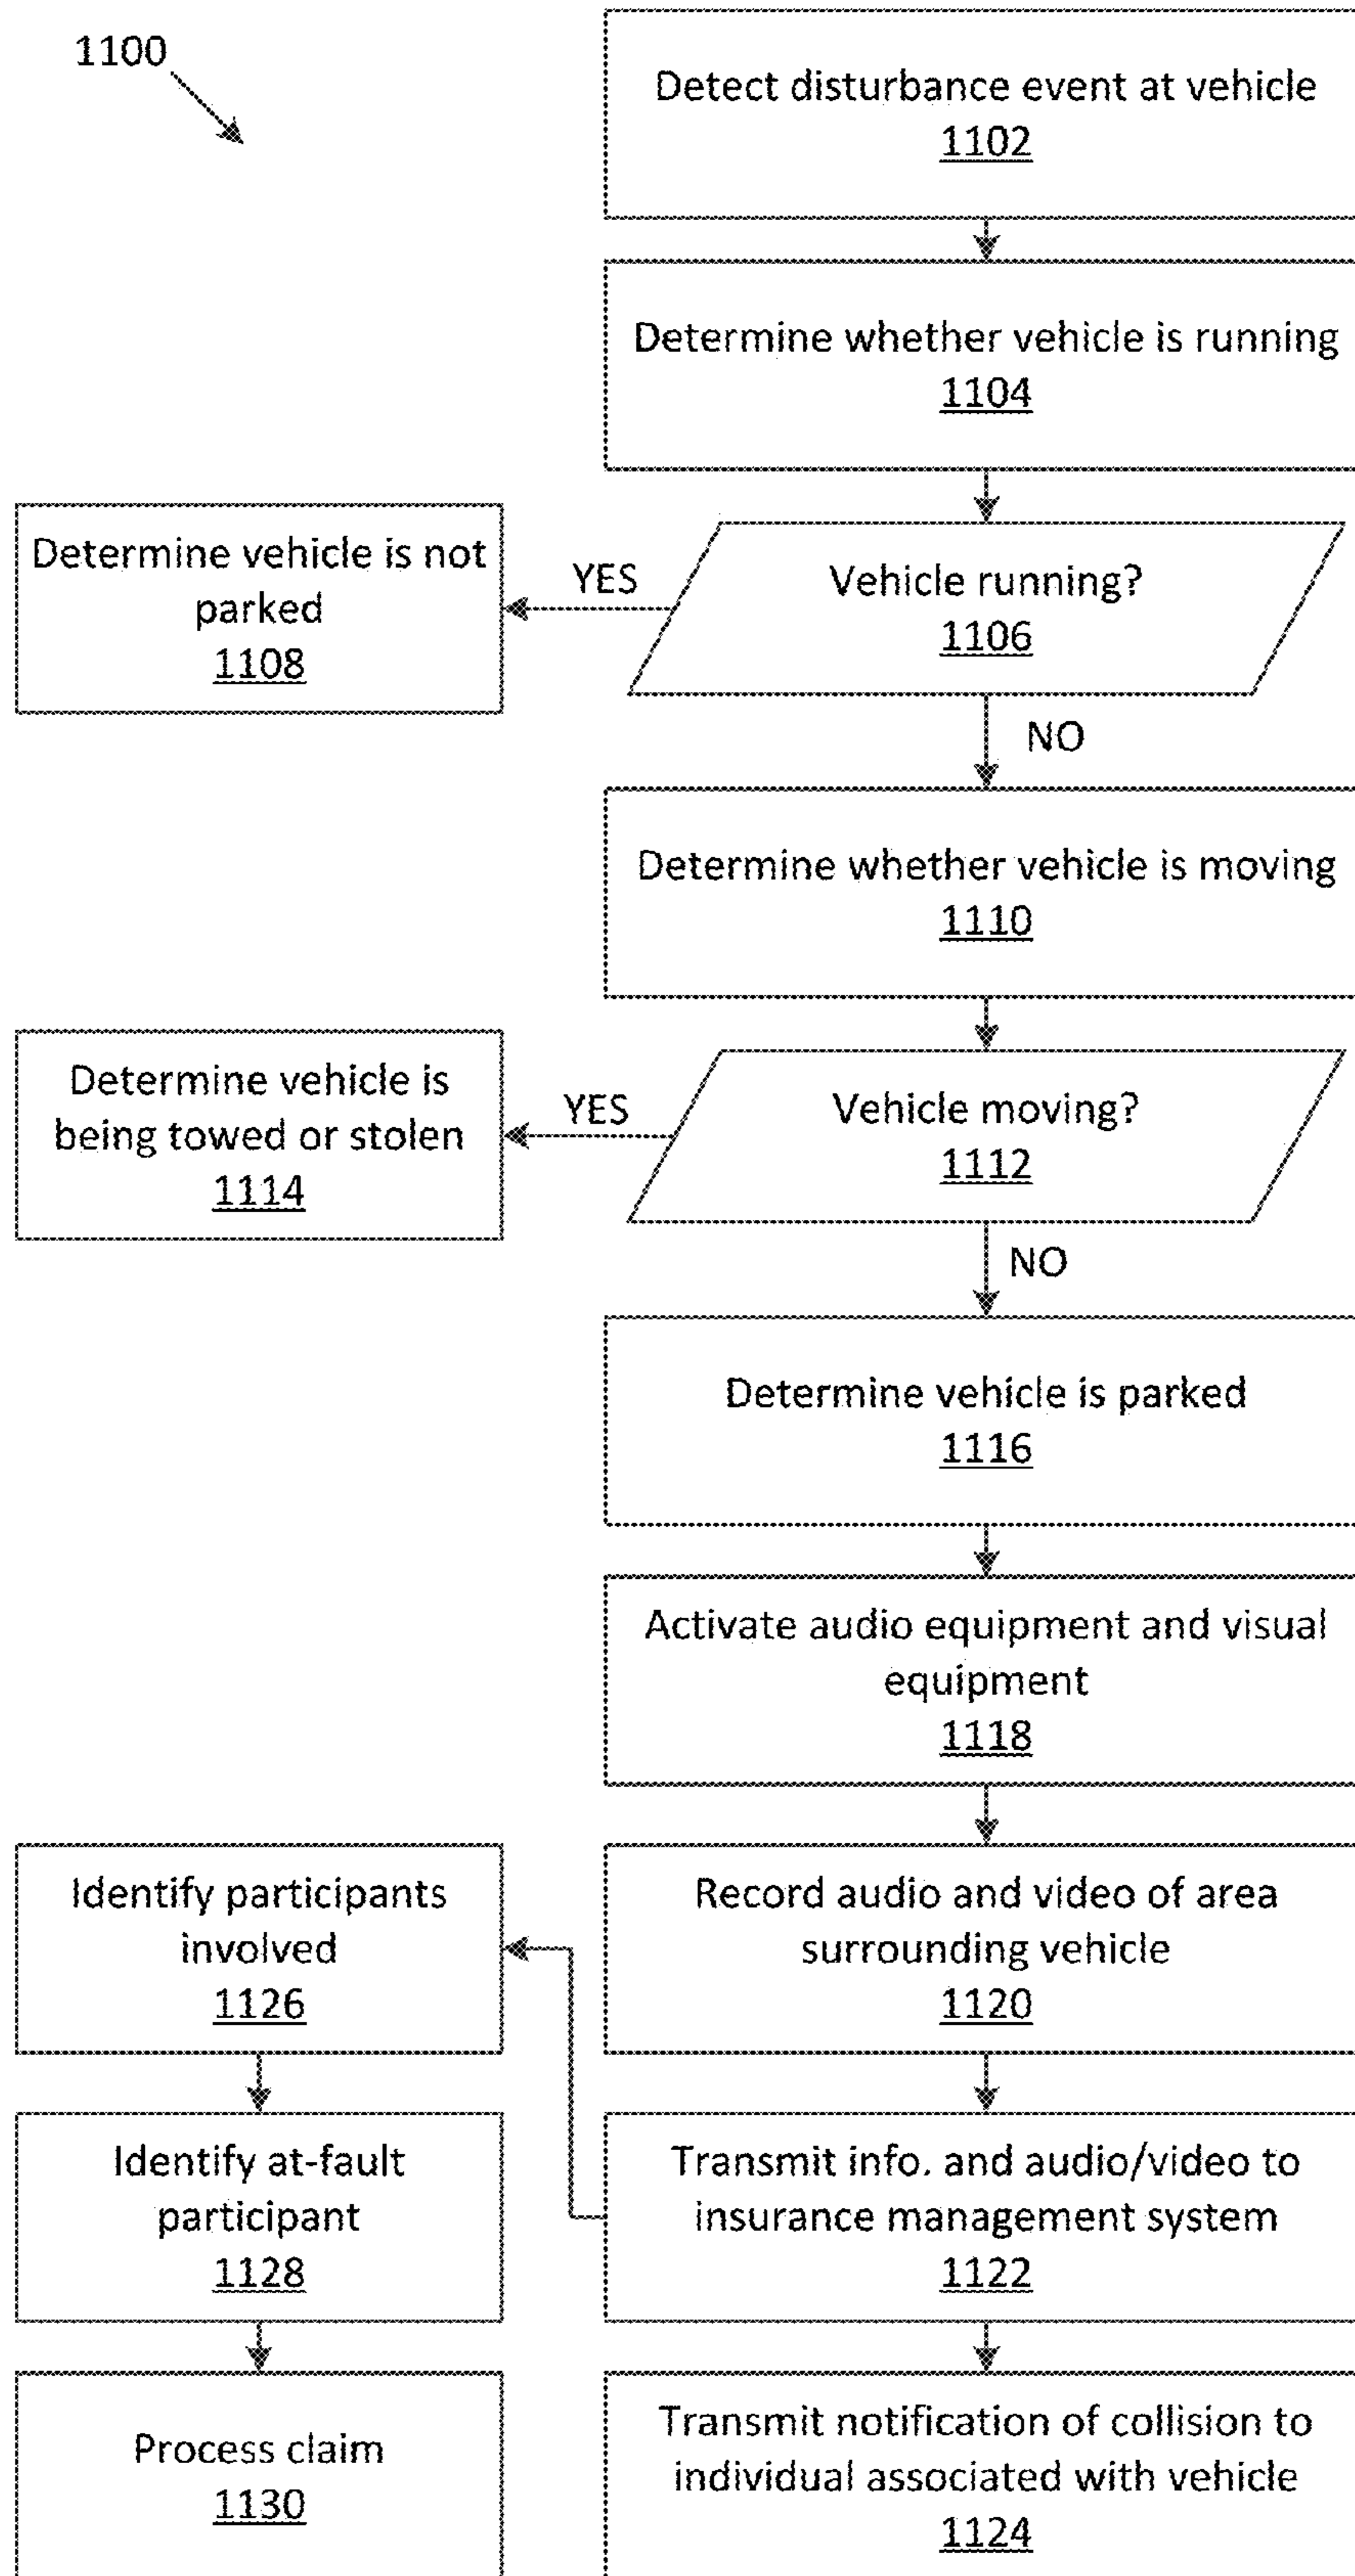 1100
Detect disturbance event at vehicle
1102
Determine whether vehicle is running
1104
Vehicle running?
1106
YES
Determine vehicle is not
parked
1108
NO
Determine whether vehicle is moving
1110
Vehicle moving?
1112
YES
Determine vehicle is
being towed or stolen
1114
NO
Determine vehicle is parked
1116
Activate audio equipment and visual
equipment
1118
Record audio and video of area
surrounding vehicle
1120
Transmit info. and audio/video to
insurance management system
1122
Transmit notification of collision to
individual associated with vehicle
1124
Identify participants
involved
1126
Identify at-fault
participant
1128
Process claim
1130